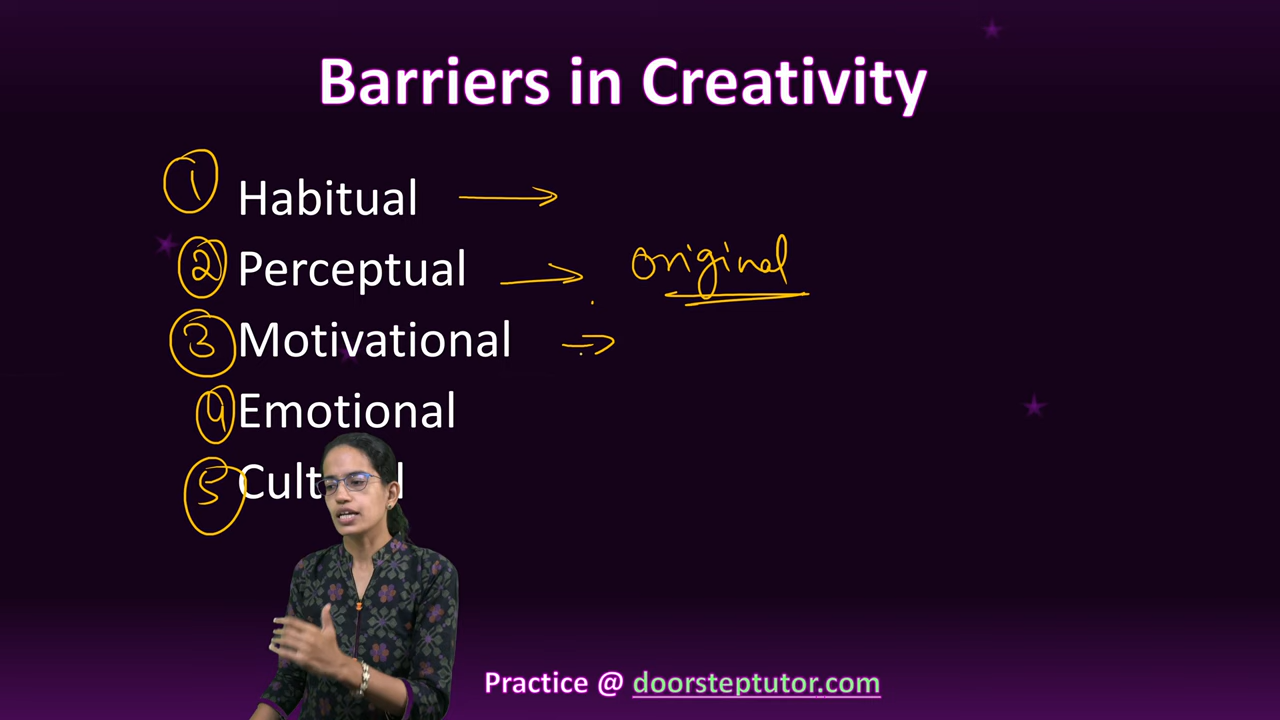 Barriers in Creativity
1 Habitual →
2 Perceptual → original
3 Motivational →
4 Emotional
5
Practice @ doorsteptutor.com